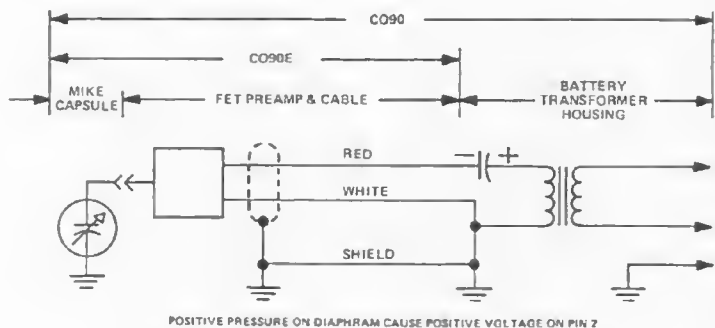 CO90
CO90E
MIKE
CAPSULE
FET PREAMP & CABLE
BATTERY
TRANSFORMER
HOUSING
RED
− +
WHITE
SHIELD
POSITIVE PRESSURE ON DIAPHRAM CAUSE POSITIVE VOLTAGE ON PIN 2